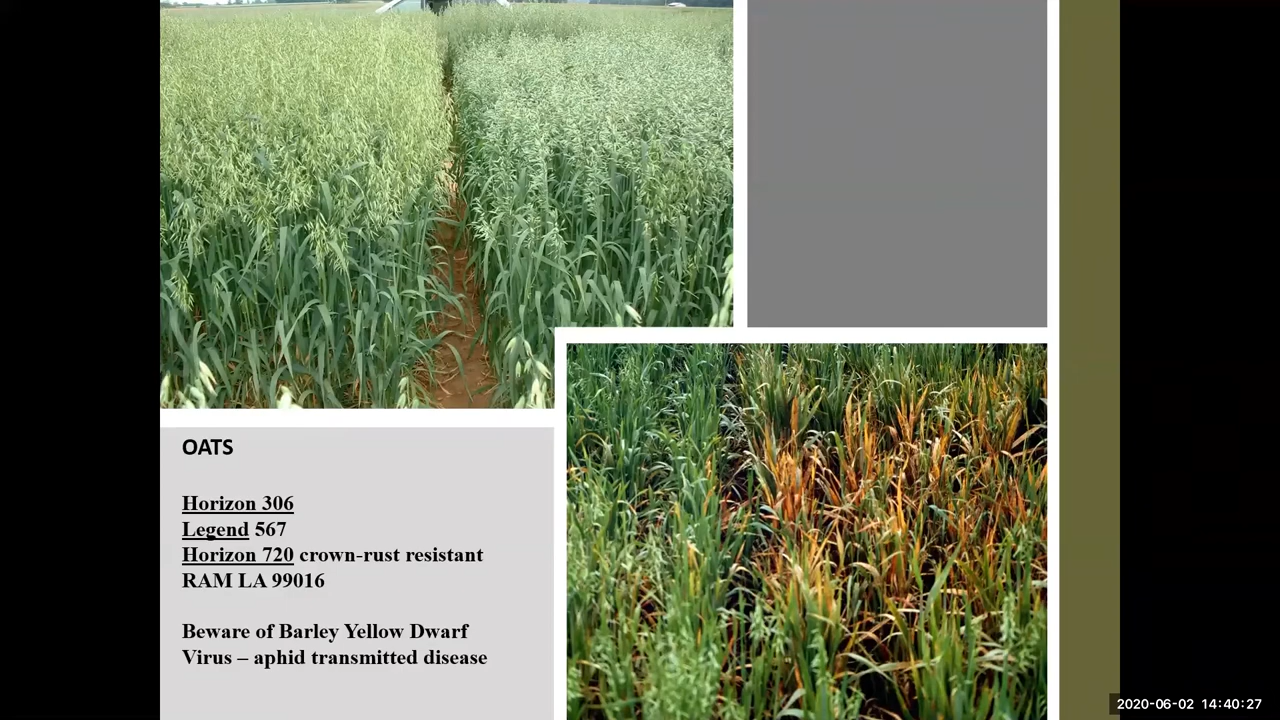 OATS
Horizon 306
Legend 567
Horizon 720 crown-rust resistant
RAM LA 99016
Beware of Barley Yellow Dwarf
Virus – aphid transmitted disease
2020-06-02 14:40:27